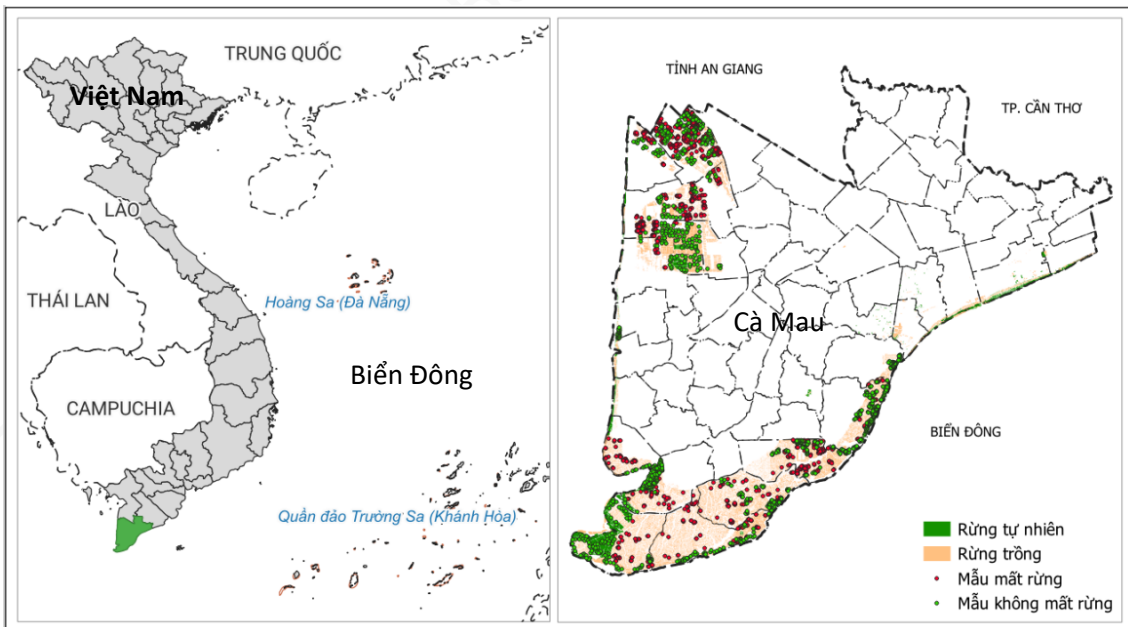 TRUNG QUỐC
Việt Nam
LÀO
THÁI LAN
Hoàng Sa (Đà Nẵng)
Biển Đông
CAMPUCHIA
Quần đảo Trường Sa (Khánh Hòa)
TỈNH AN GIANG
TP. CẦN THƠ
Cà Mau
BIỂN ĐÔNG
Rừng tự nhiên
Rừng trồng
Mẫu mất rừng
Mẫu không mất rừng